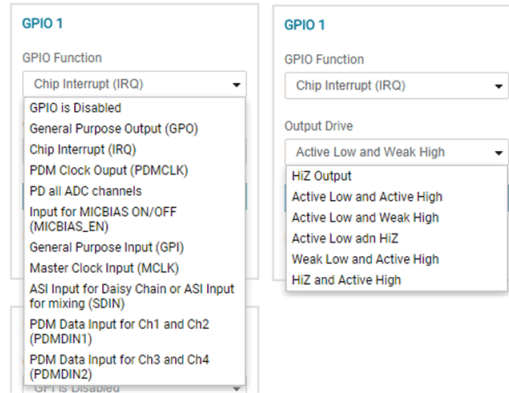 GPIO 1
GPIO Function
Chip Interrupt (IRQ)
GPIO is Disabled
General Purpose Output (GPO)
Chip Interrupt (IRQ)
PDM Clock Ouput (PDMCLK)
PD all ADC channels
Input for MICBIAS ON/OFF
(MICBIAS_EN)
General Purpose Input (GPI)
Master Clock Input (MCLK)
ASI Input for Daisy Chain or ASI Input
for mixing (SDIN)
PDM Data Input for Ch1 and Ch2
(PDMDIN1)
PDM Data Input for Ch3 and Ch4
(PDMDIN2)
GPI is Disabled
GPIO 1
GPIO Function
Chip Interrupt (IRQ)
Output Drive
Active Low and Weak High
HiZ Output
Active Low and Active High
Active Low and Weak High
Active Low adn HiZ
Weak Low and Active High
HiZ and Active High